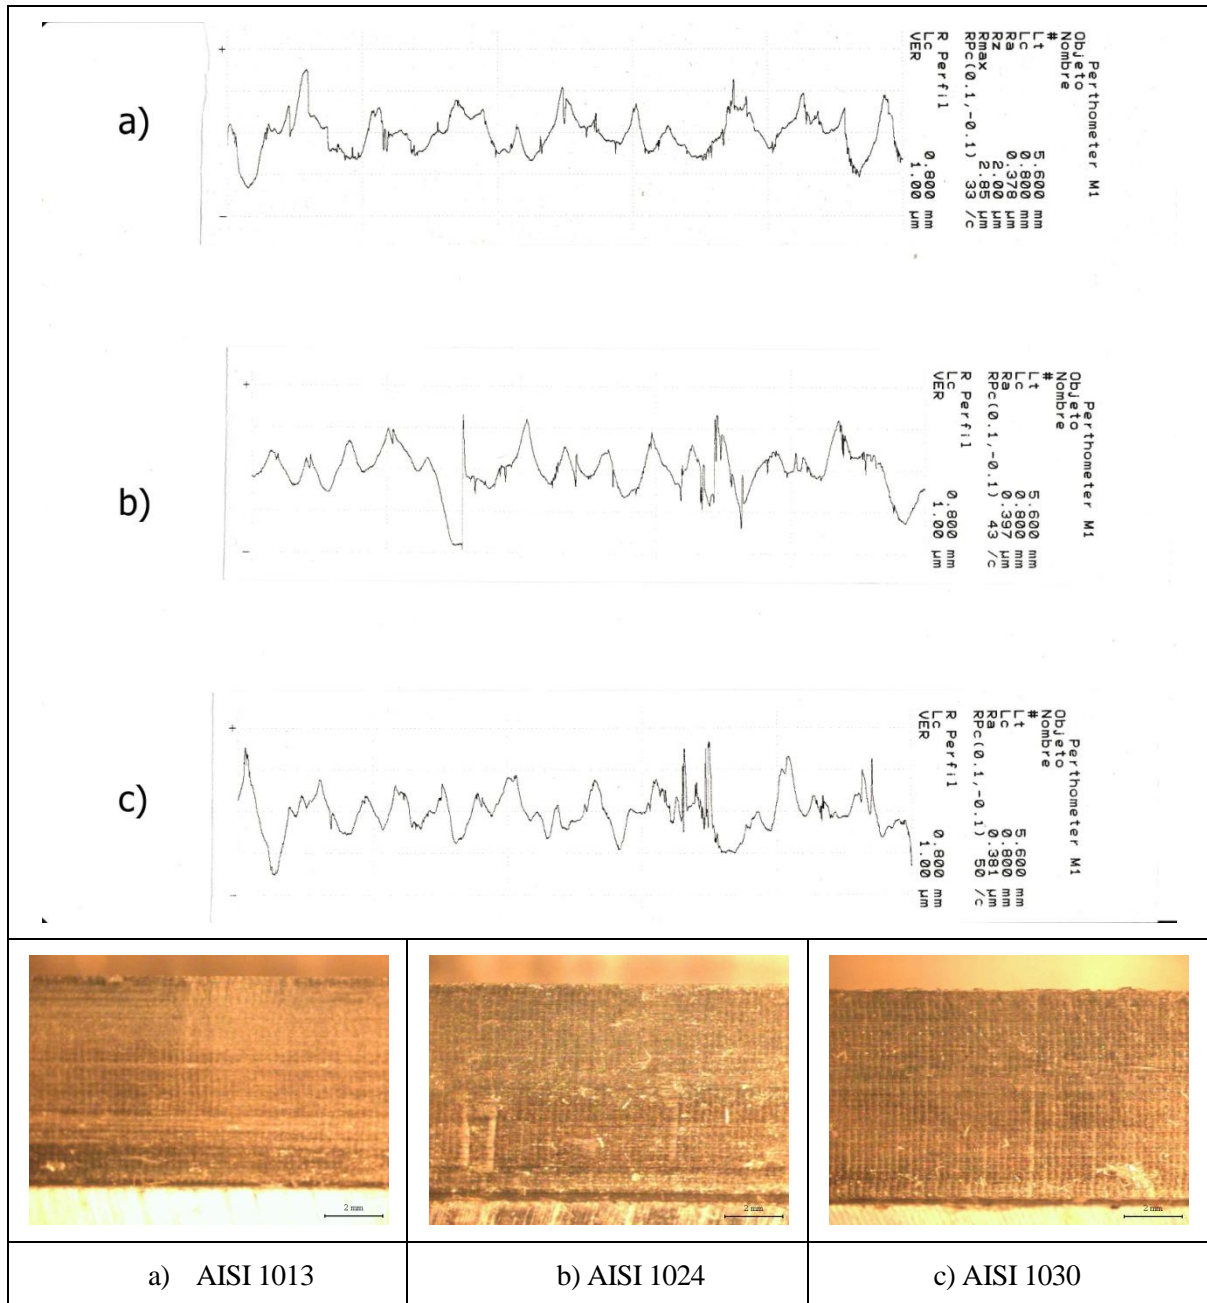 a)
+
-
Perthometer M1
Objeto
Nombre
#
Lt 5.600 mm
Lc 0.800 mm
Ra 0.378 µm
Rz 2.00 µm
Rmax 2.85 µm
RPc(0.1,-0.1) 33 /c
R Perfil
Lc 0.800 mm
VER 1.00 µm
b)
+
-
Perthometer M1
Objeto
Nombre
#
Lt 5.600 mm
Lc 0.800 mm
Ra 0.397 µm
RPc(0.1,-0.1) 43 /c
R Perfil
Lc 0.800 mm
VER 1.00 µm
c)
+
-
Perthometer M1
Objeto
Nombre
#
Lt 5.600 mm
Lc 0.800 mm
Ra 0.381 µm
RPc(0.1,-0.1) 50 /c
R Perfil
Lc 0.800 mm
VER 1.00 µm
2 mm
2 mm
2 mm
a) AISI 1013
b) AISI 1024
c) AISI 1030